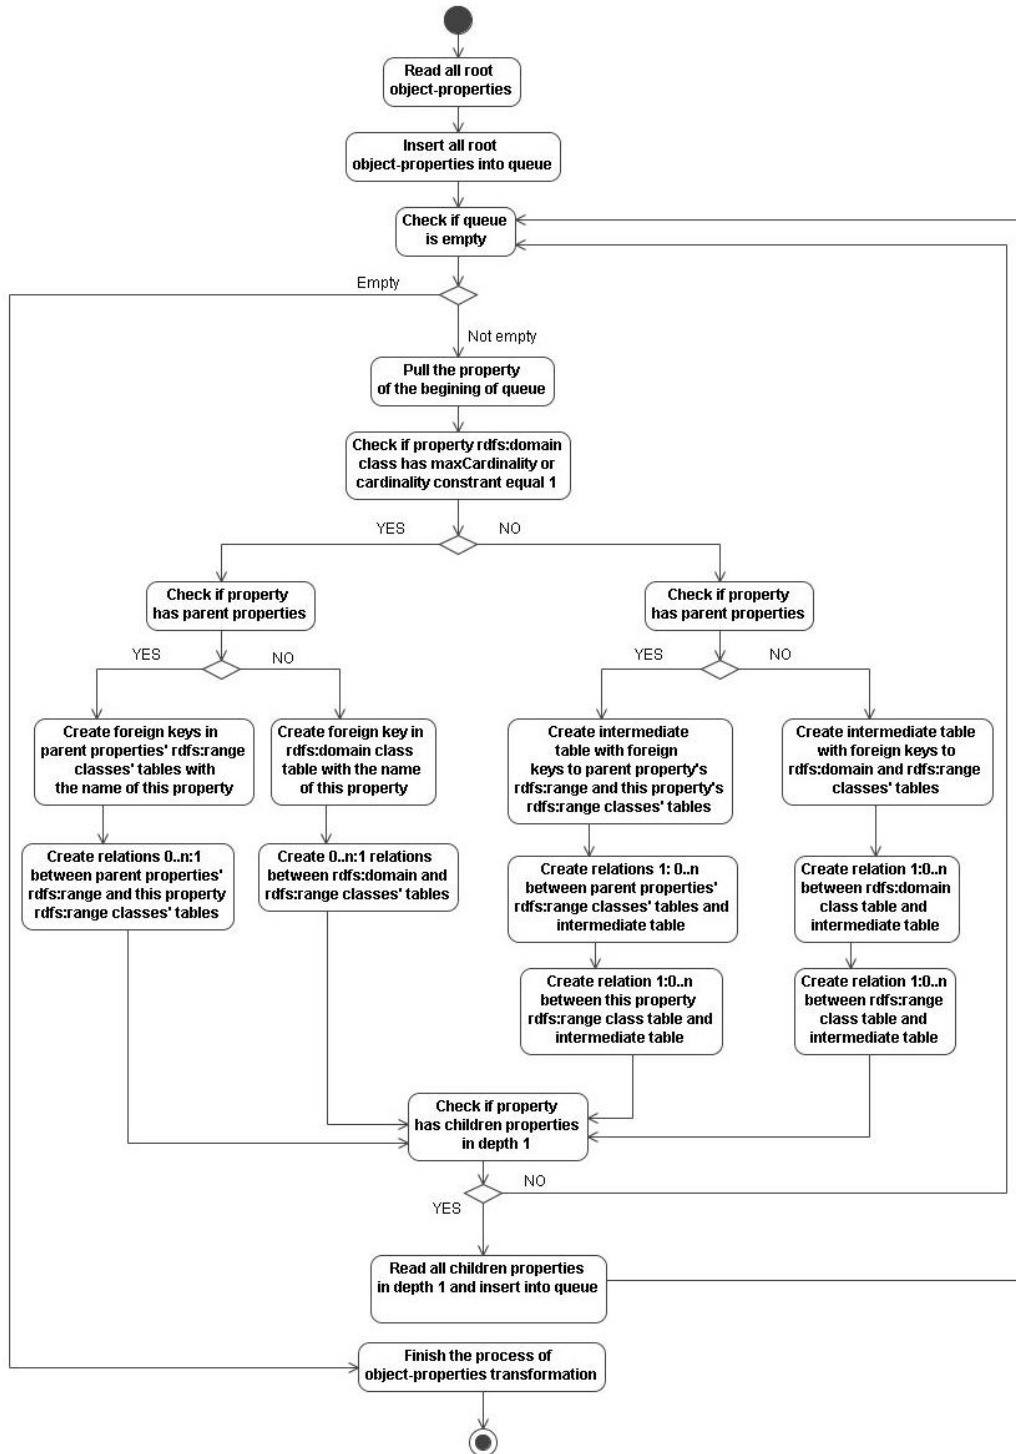 Read all root
object-properties
Insert all root
object-properties into queue
Check if queue
is empty
Empty
Not empty
Pull the property
of the begining of queue
Check if property rdfs:domain
class has maxCardinality or
cardinality constrant equal 1
YES
NO
Check if property
has parent properties
Check if property
has parent properties
YES
NO
YES
NO
Create foreign keys in
parent properties' rdfs:range
classes' tables with
the name of this property
Create foreign key in
rdfs:domain class
table with the name
of this property
Create intermediate
table with foreign
keys to parent property's
rdfs:range and this property's
rdfs:range classes' tables
Create intermediate table
with foreign keys to
rdfs:domain and rdfs:range
classes' tables
Create relations 0..n:1
between parent properties'
rdfs:range and this property
rdfs:range classes' tables
Create 0..n:1 relations
between rdfs:domain and
rdfs:range classes' tables
Create relations 1: 0..n
between parent properties'
rdfs:range classes' tables and
intermediate table
Create relation 1:0..n
between rdfs:domain
class table and
intermediate table
Create relation 1:0..n
between this property
rdfs:range class table and
intermediate table
Create relation 1:0..n
between rdfs:range
class table and
intermediate table
Check if property
has children properties
in depth 1
NO
YES
Read all children properties
in depth 1 and insert into queue
Finish the process of
object-properties transformation